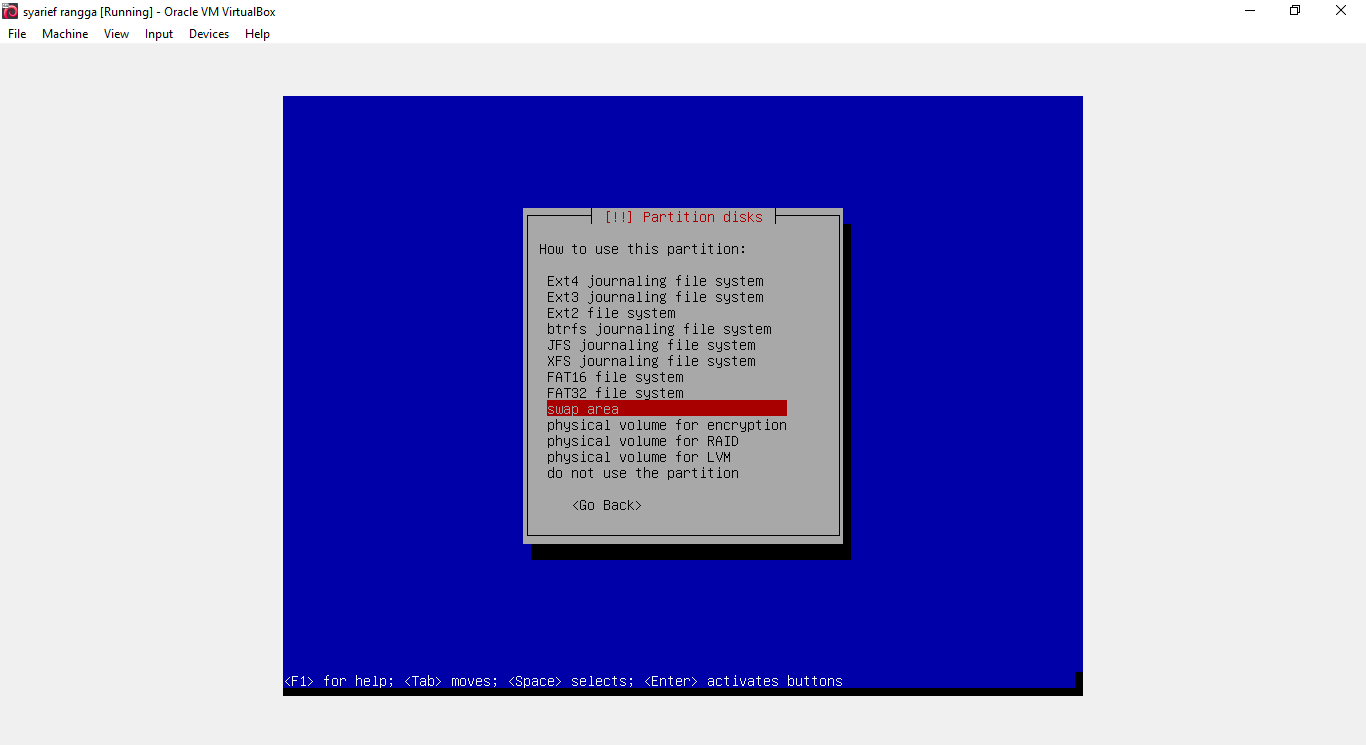 syarief rangga [Running] - Oracle VM VirtualBox
File Machine View Input Devices Help
[!!] Partition disks
How to use this partition:
Ext4 journaling file system
Ext3 journaling file system
Ext2 file system
btrfs journaling file system
JFS journaling file system
XFS journaling file system
FAT16 file system
FAT32 file system
swap area
physical volume for encryption
physical volume for RAID
physical volume for LVM
do not use the partition
<Go Back>
<F1> for help; <Tab> moves; <Space> selects; <Enter> activates buttons